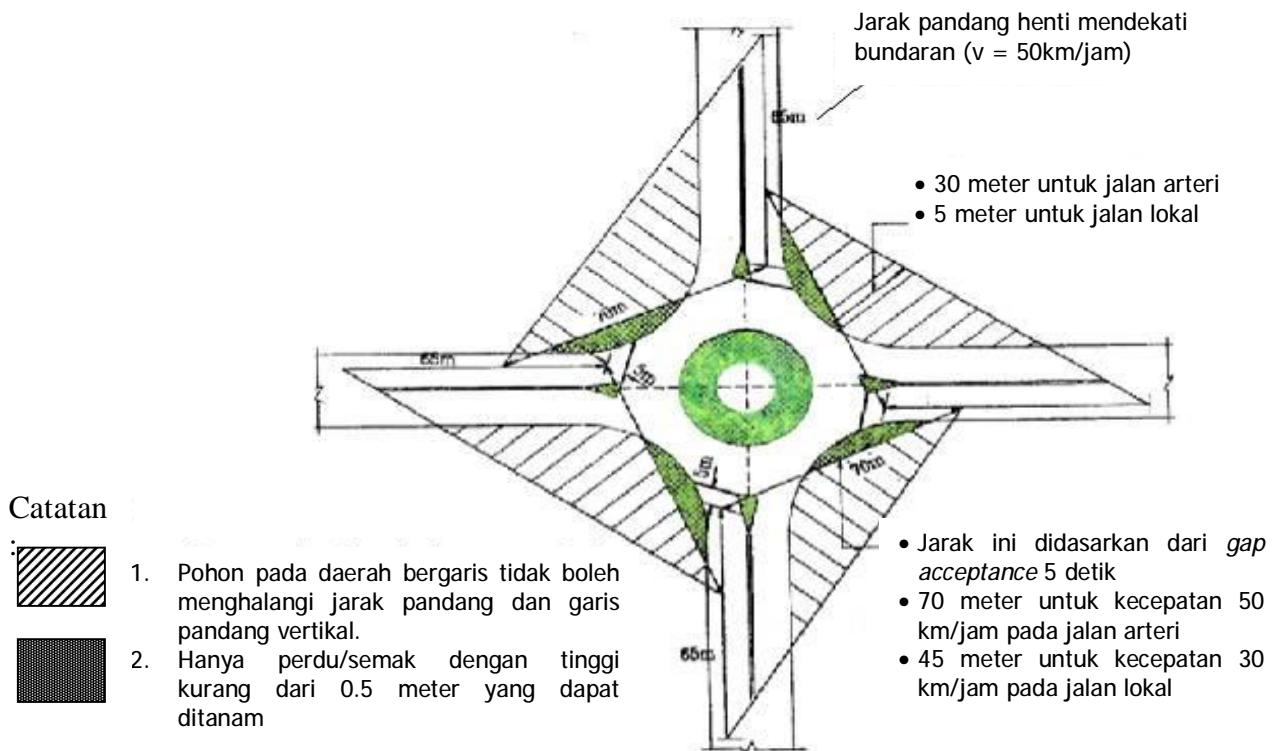 Jarak pandang henti mendekati
bundaran (v = 50km/jam)
65m
• 30 meter untuk jalan arteri
• 5 meter untuk jalan lokal
70m
65m
5m
5m
70m
65m
• Jarak ini didasarkan dari gap
acceptance 5 detik
• 70 meter untuk kecepatan 50
km/jam pada jalan arteri
• 45 meter untuk kecepatan 30
km/jam pada jalan lokal
Catatan
:
1. Pohon pada daerah bergaris tidak boleh
menghalangi jarak pandang dan garis
pandang vertikal.
2. Hanya perdu/semak dengan tinggi
kurang dari 0.5 meter yang dapat
ditanam